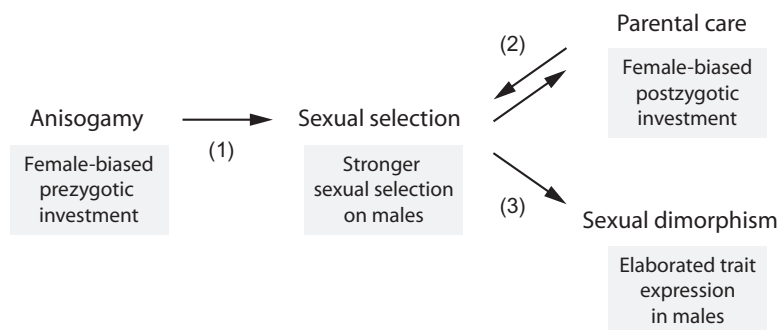 Parental care
(2)
Female-biased
postzygotic
investment
Anisogamy
Sexual selection
(1)
Female-biased
prezygotic
investment
Stronger
sexual selection
on males
(3)
Sexual dimorphism
Elaborated trait
expression
in males